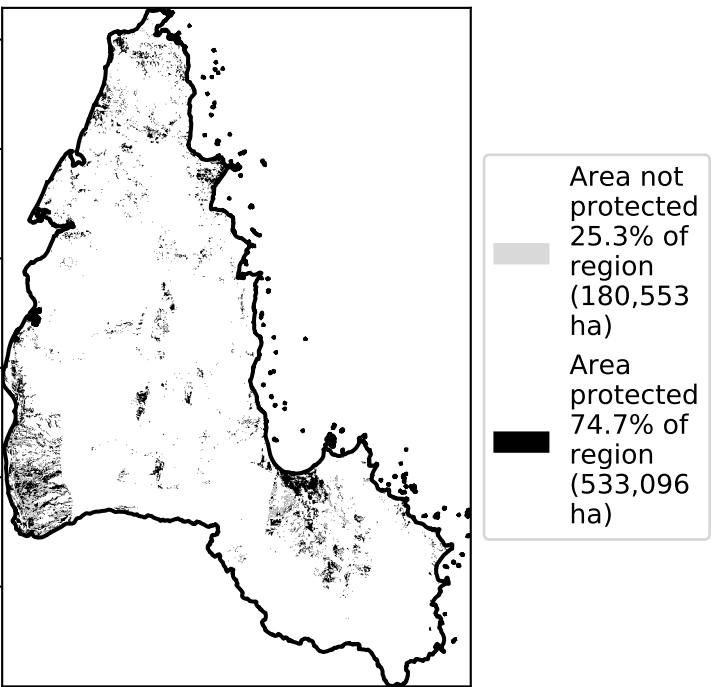 Area not
protected
25.3% of
region
(180,553
ha)
Area
protected
74.7% of
region
(533,096
ha)